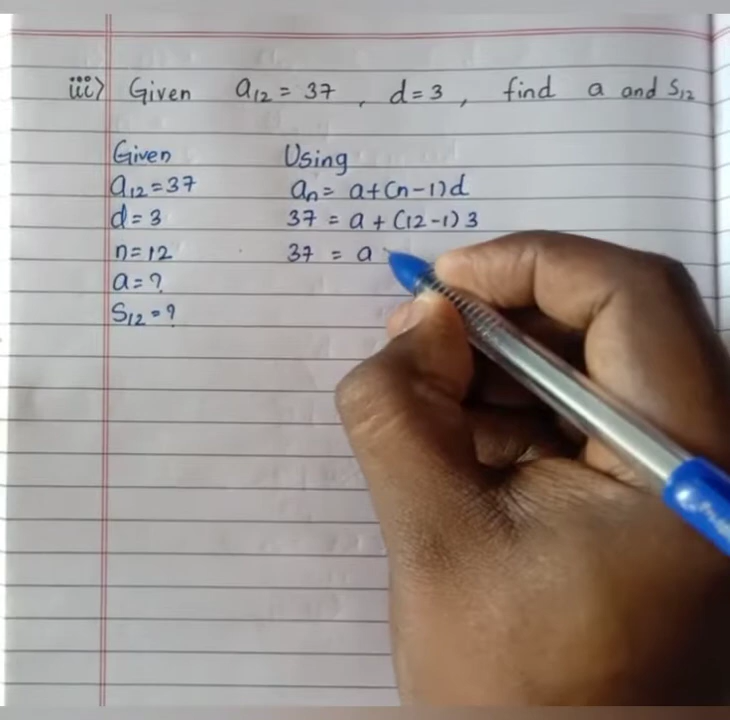 iii) Given a12 = 37, d=3, find a and S12
Given Using
a12=37 an= a+(n-1)d
d=3 37 = a + (12-1) 3
n=12 37 = a
a=?
S12=?